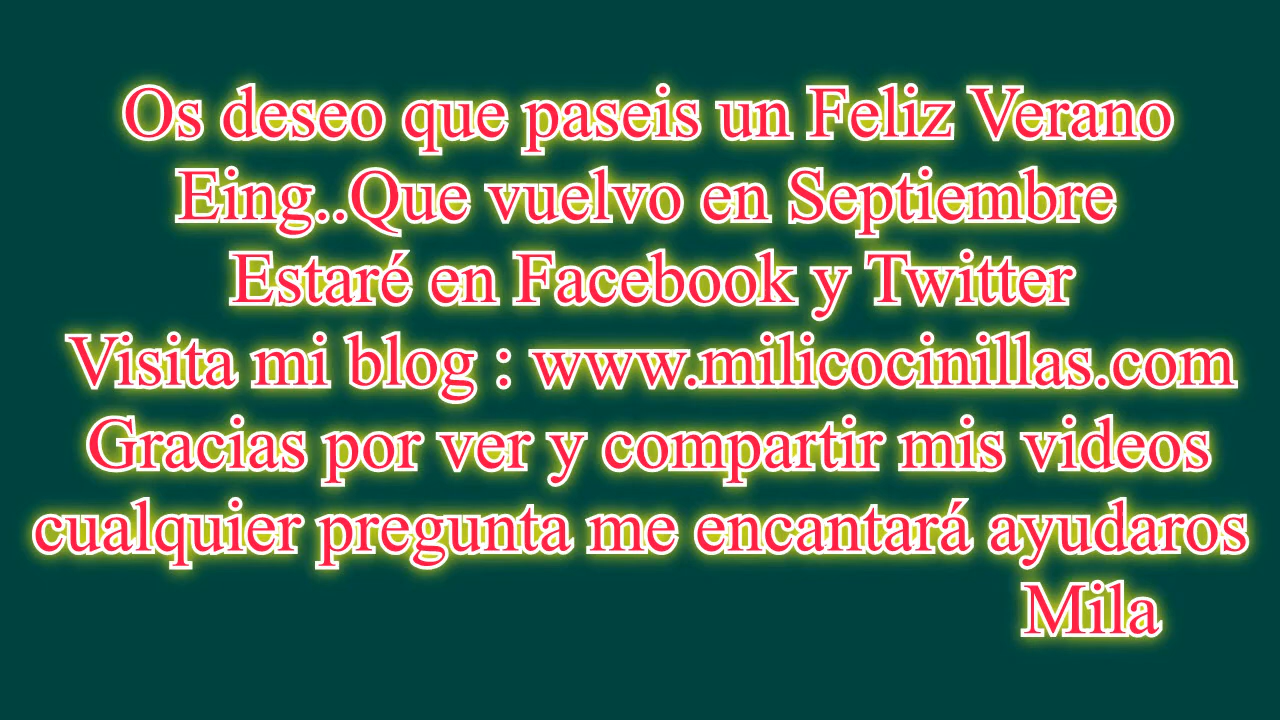 Os deseo que paseis un Feliz Verano
Eing..Que vuelvo en Septiembre
Estaré en Facebook y Twitter
Visita mi blog : www.milicocinillas.com
Gracias por ver y compartir mis videos
cualquier pregunta me encantará ayudaros
Mila